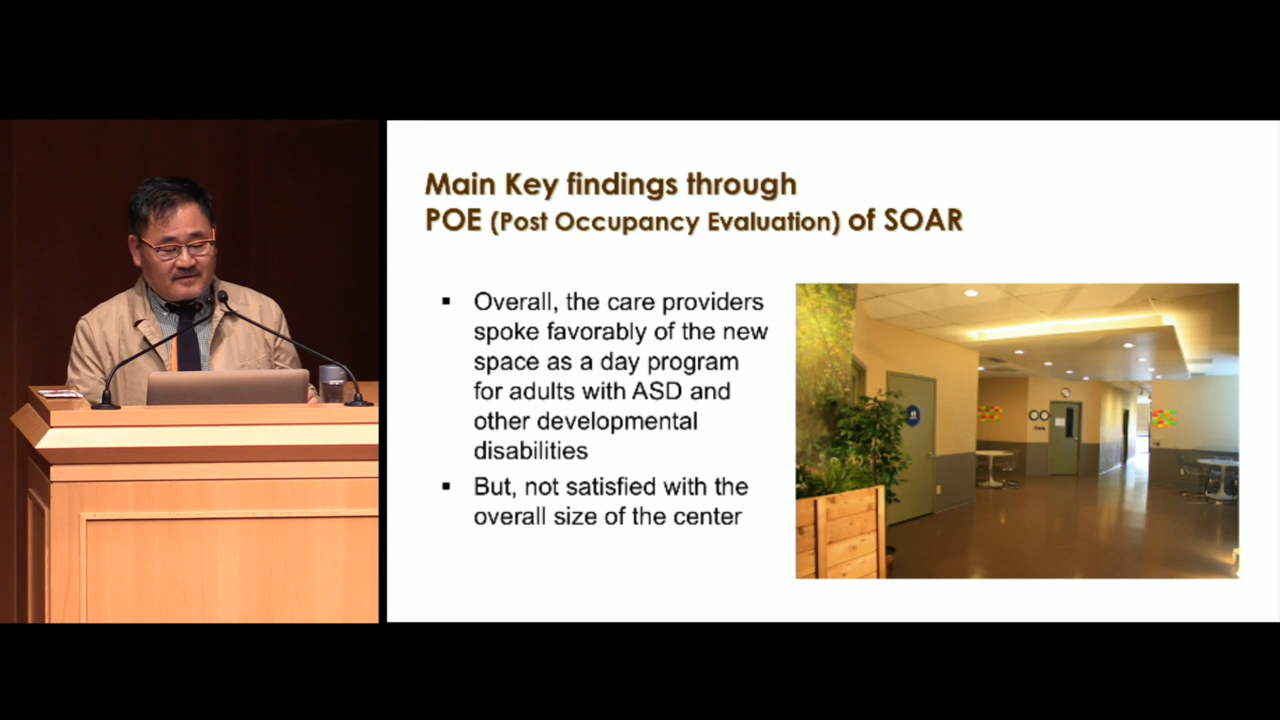 Main Key findings through
POE (Post Occupancy Evaluation) of SOAR
▪ Overall, the care providers
spoke favorably of the new
space as a day program
for adults with ASD and
other developmental
disabilities
▪ But, not satisfied with the
overall size of the center